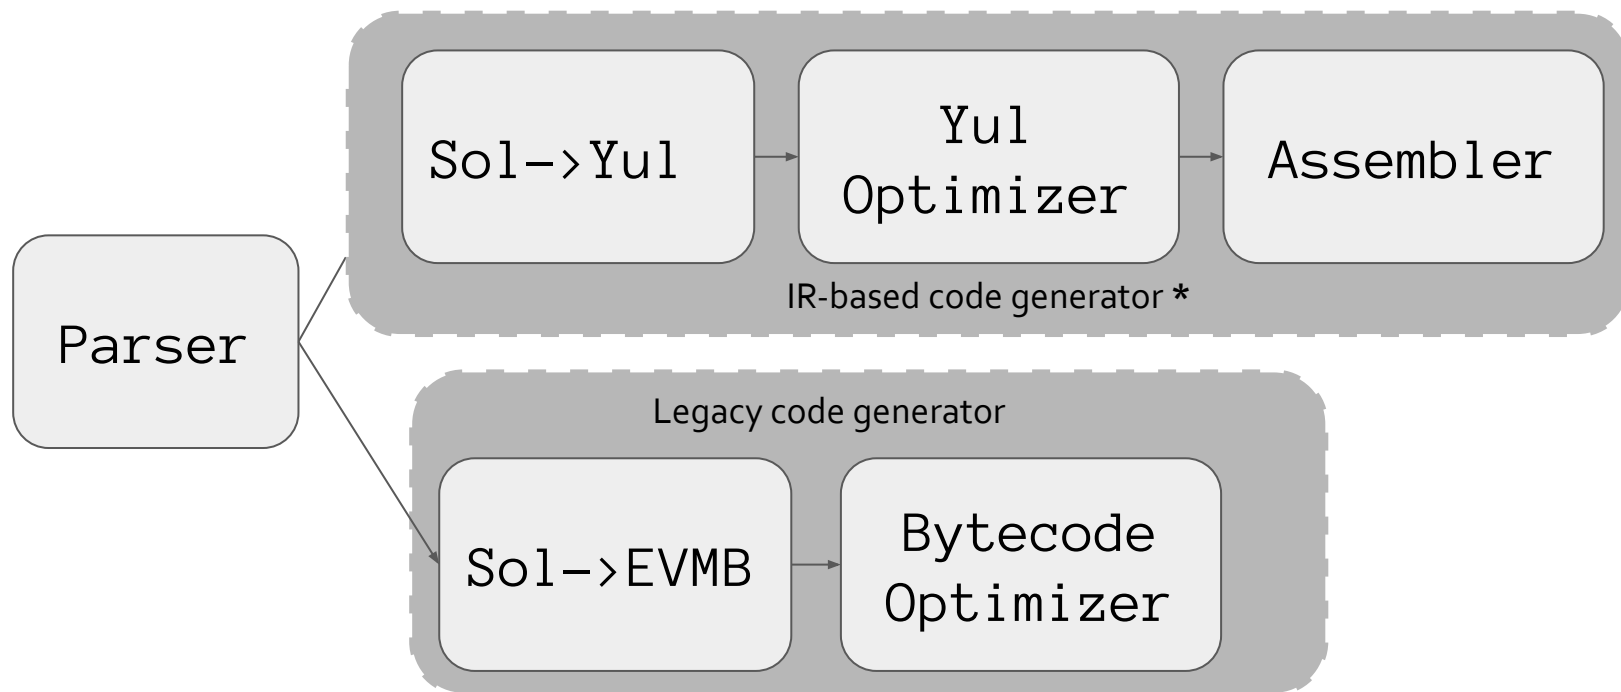 Parser
Sol->Yul
Yul
Optimizer
Assembler
IR-based code generator *
Legacy code generator
Sol->EVMB
Bytecode
Optimizer